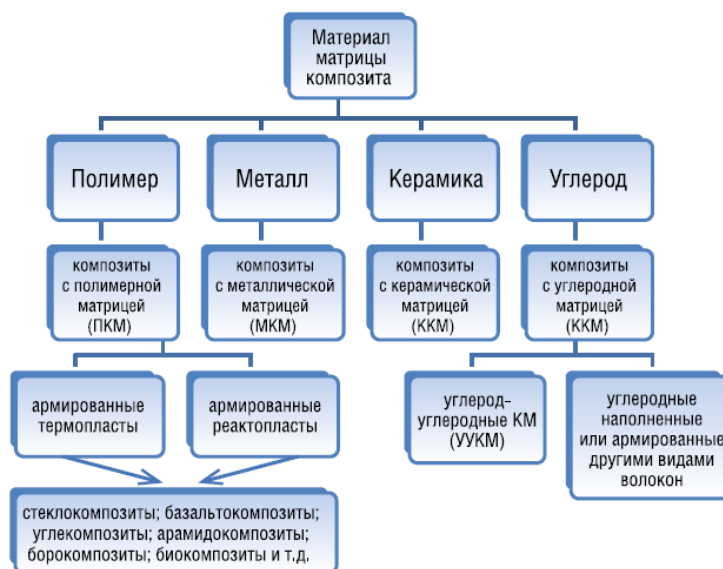 Материал
матрицы
композита
Полимер
Металл
Керамика
Углерод
композиты
с полимерной
матрицей
(ПКМ)
композиты
с металлической
матрицей
(МКМ)
композиты
с керамической
матрицей
(ККМ)
композиты
с углеродной
матрицей
(ККМ)
армированные
термопласты
армированные
реактопласты
углерод-
углеродные КМ
(УУКМ)
углеродные
наполненные
или армированные
другими видами
волокон
стеклокомпозиты; базальтокомпозиты;
углекомпозиты; арамидокомпозиты;
борокомпозиты; биокомпозиты и т.д.